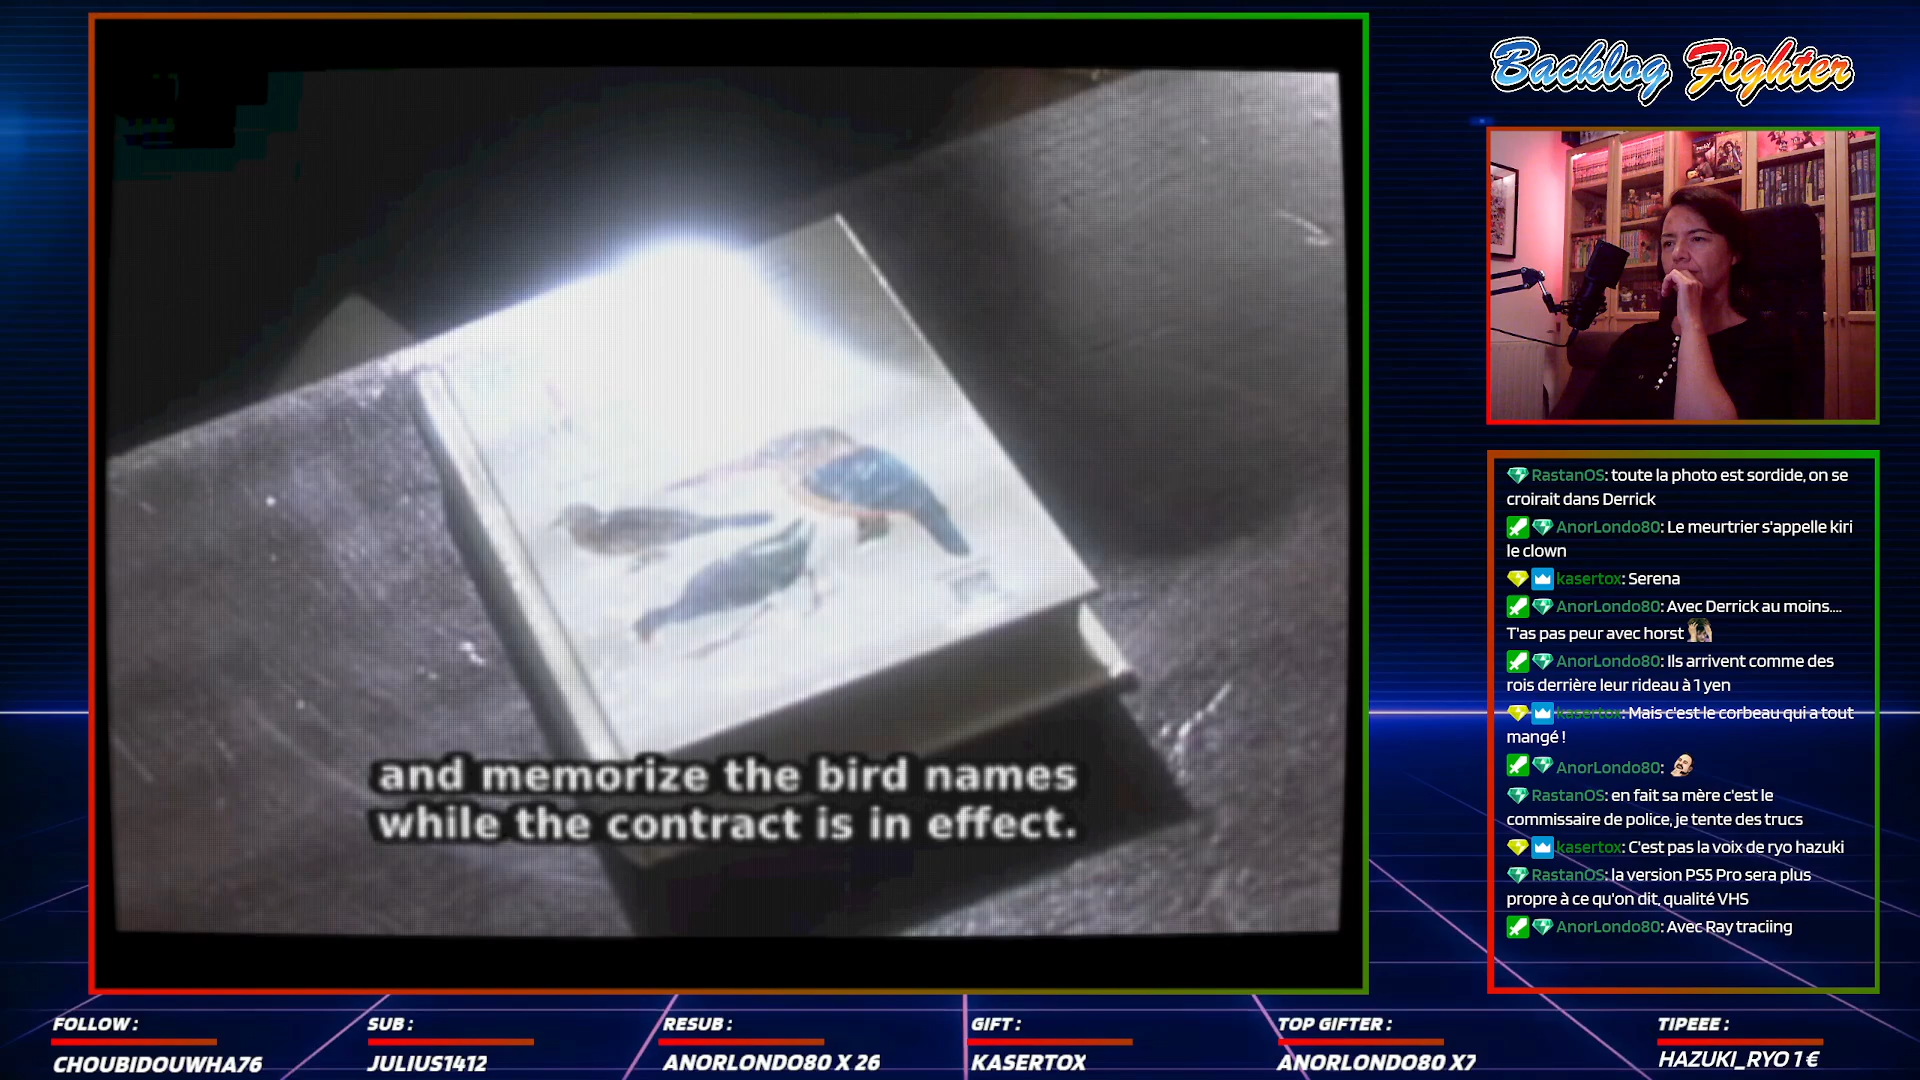 Backlog Fighter
RastanOS: toute la photo est sordide, on se
croirait dans Derrick
AnorLondo80: Le meurtrier s'appelle kiri
le clown
kasertox: Serena
AnorLondo80: Avec Derrick au moins....
T'as pas peur avec horst
AnorLondo80: Ils arrivent comme des
rois derrière leur rideau à 1 yen
kasertox: Mais c'est le corbeau qui a tout
mangé !
AnorLondo80:
RastanOS: en fait sa mère c'est le
commissaire de police, je tente des trucs
kasertox: C'est pas la voix de ryo hazuki
RastanOS: la version PS5 Pro sera plus
propre à ce qu'on dit, qualité VHS
AnorLondo80: Avec Ray traciing
and memorize the bird names
while the contract is in effect.
FOLLOW :
CHOUBIDOUWHA76
SUB :
JULIUS1412
RESUB :
ANORLONDO80 X 26
GIFT :
KASERTOX
TOP GIFTER :
ANORLONDO80 X7
TIPEEE :
HAZUKI_RYO 1 €